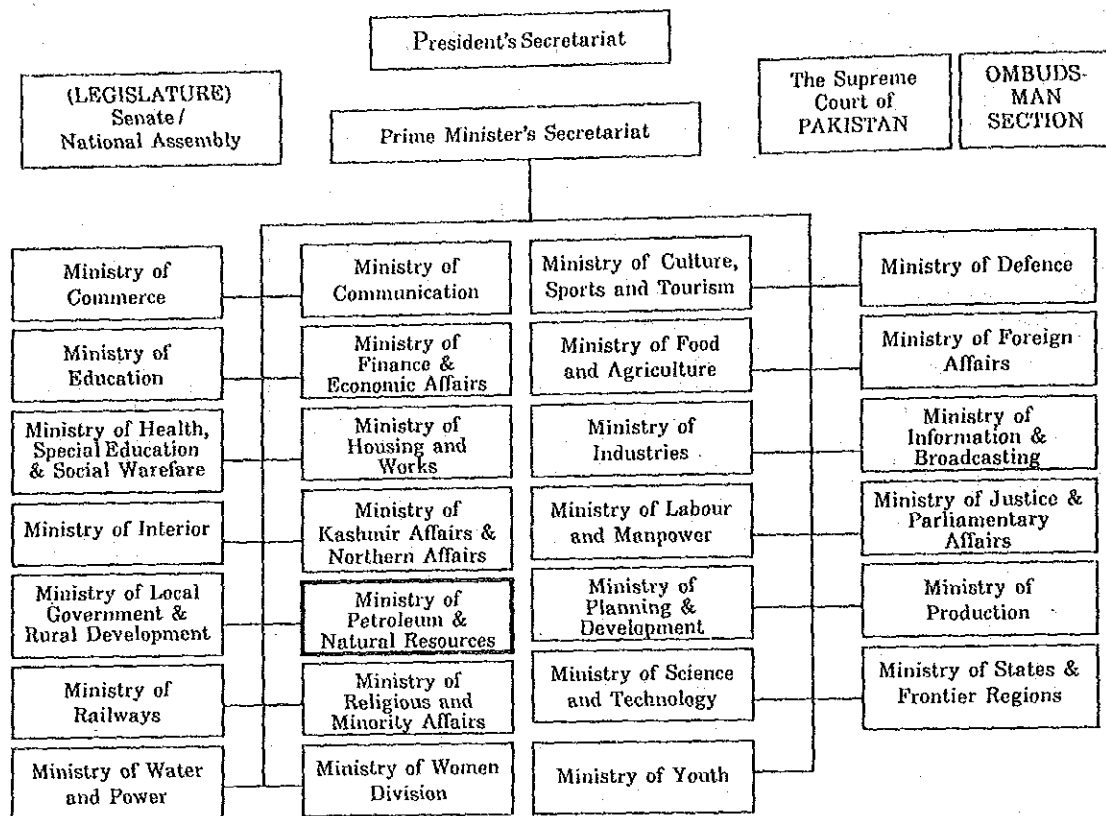 President's Secretariat
(LEGISLATURE)
Senate/
National Assembly
Prime Minister's Secretariat
The Supreme
Court of
PAKISTAN
OMBUDS-
MAN
SECTION
Ministry of
Commerce
Ministry of
Communication
Ministry of Culture,
Sports and Tourism
Ministry of Defence
Ministry of
Education
Ministry of
Finance &
Economic Affairs
Ministry of Food
and Agriculture
Ministry of Foreign
Affairs
Ministry of Health,
Special Education
& Social Warefare
Ministry of
Housing and
Works
Ministry of
Industries
Ministry of
Information &
Broadcasting
Ministry of Interior
Ministry of
Kashmir Affairs &
Northern Affairs
Ministry of Labour
and Manpower
Ministry of Justice &
Parliamentary
Affairs
Ministry of Local
Government &
Rural Development
Ministry of
Petroleum &
Natural Resources
Ministry of
Planning &
Development
Ministry of
Production
Ministry of
Railways
Ministry of
Religious and
Minority Affairs
Ministry of Science
and Technology
Ministry of States &
Frontier Regions
Ministry of Water
and Power
Ministry of Women
Division
Ministry of Youth